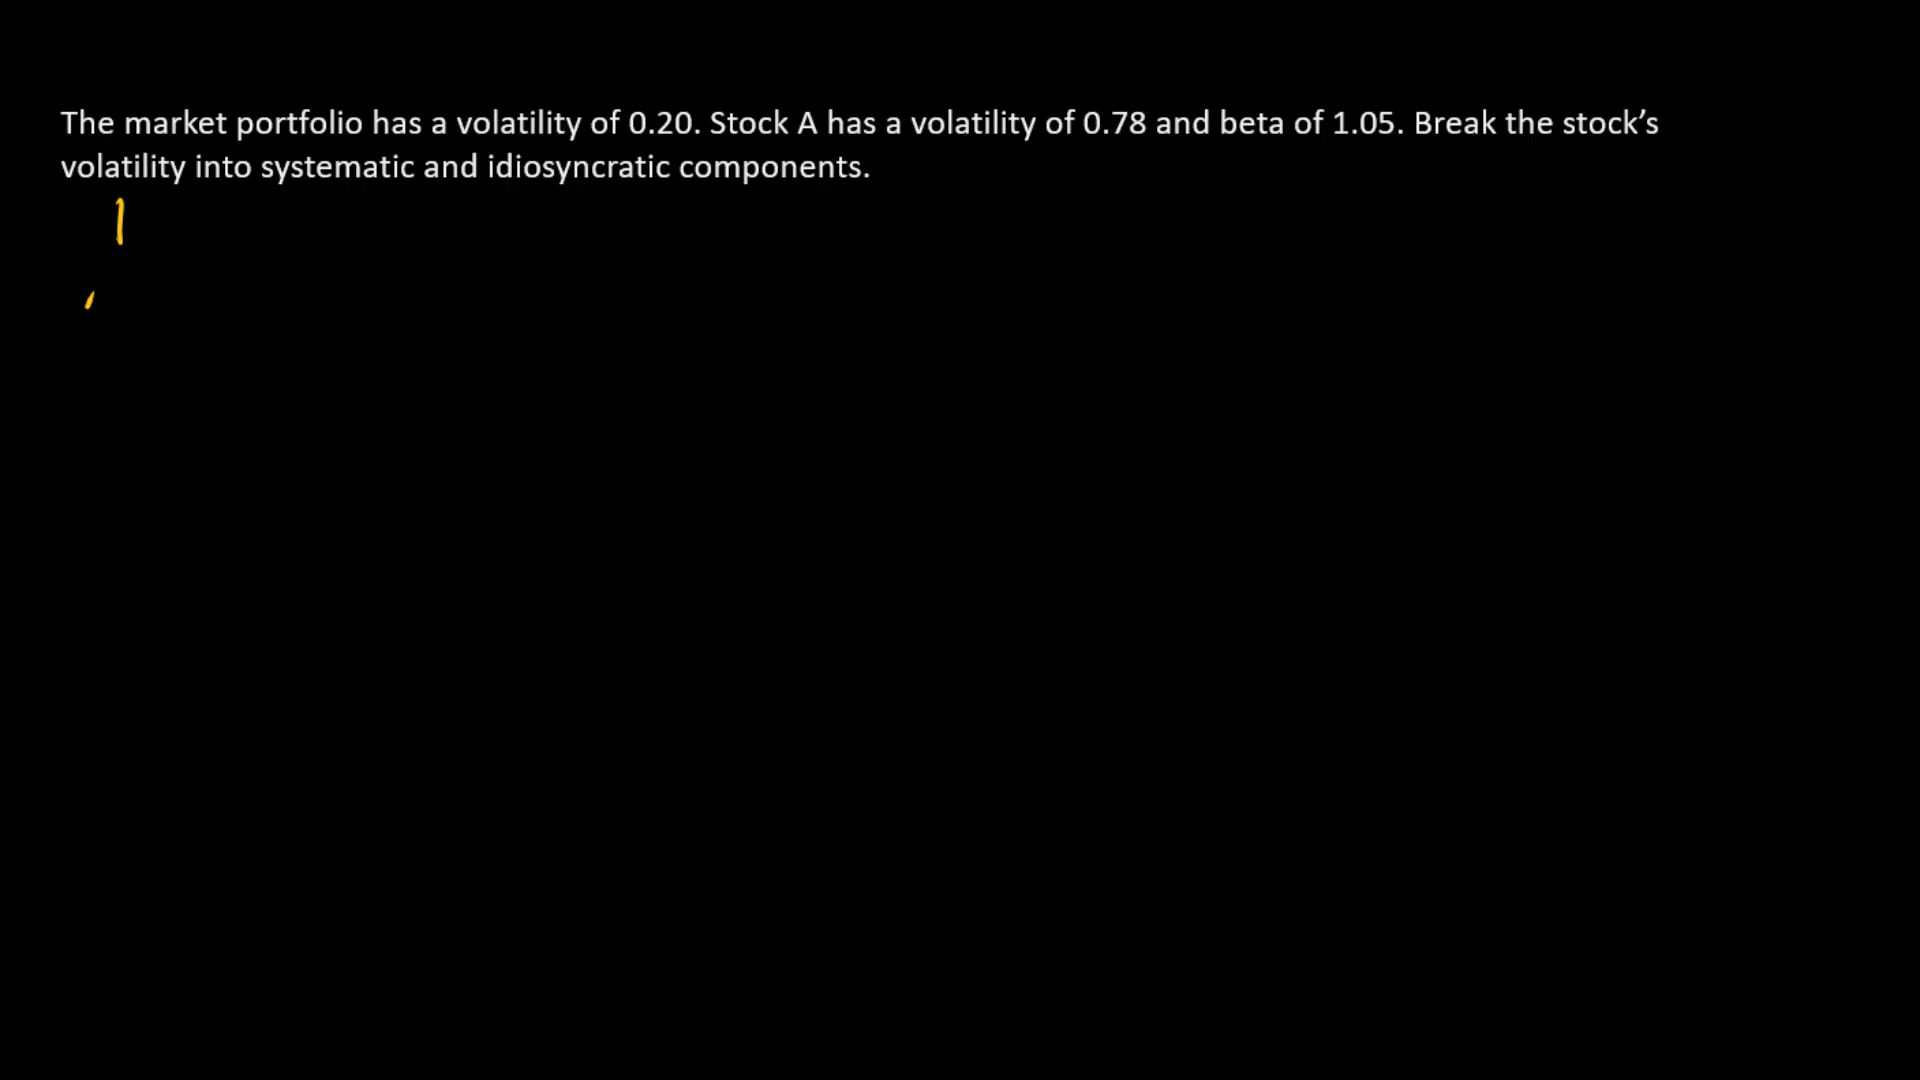 The market portfolio has a volatility of 0.20. Stock A has a volatility of 0.78 and beta of 1.05. Break the stock’s
volatility into systematic and idiosyncratic components.